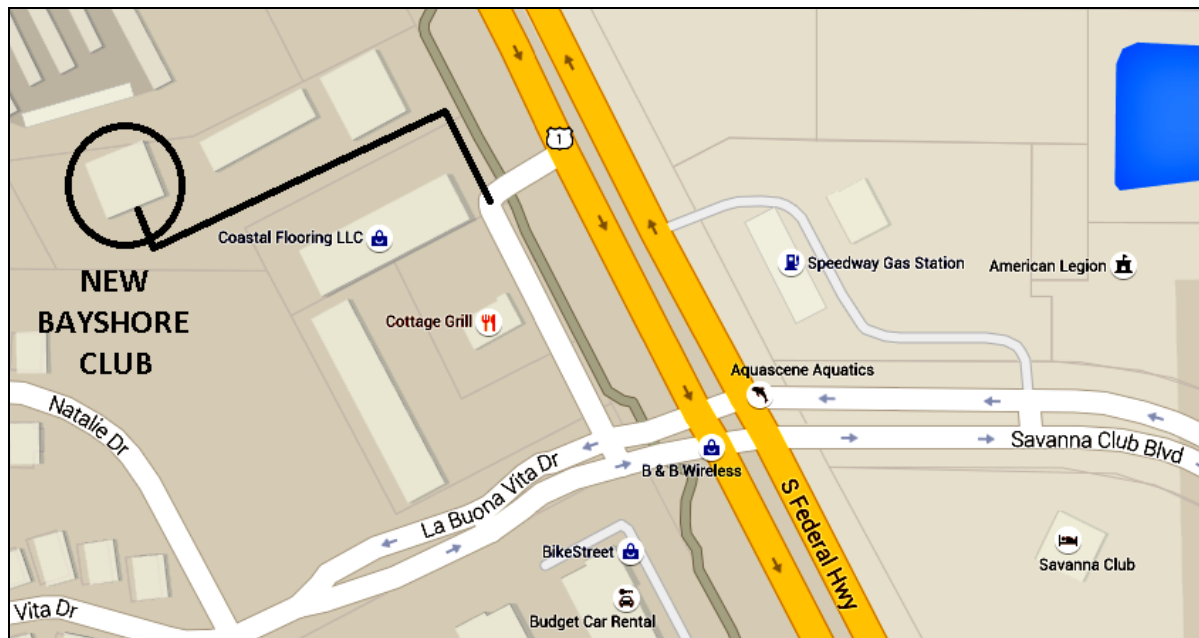 1
Coastal Flooring LLC
Speedway Gas Station
American Legion
NEW
BAYSHORE
CLUB
Cottage Grill
Aquascene Aquatics
Natalie Dr
La Buona Vita Dr
B & B Wireless
Savanna Club Blvd
S Federal Hwy
BikeStreet
Savanna Club
Vita Dr
Budget Car Rental